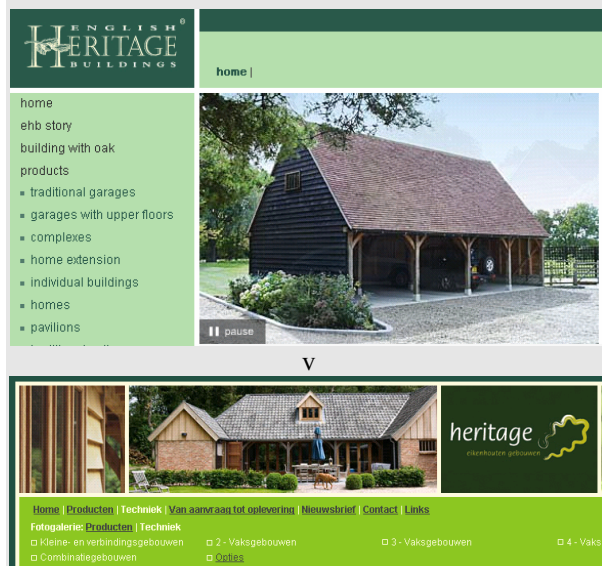 ENGLISH
HERITAGE®
BUILDINGS
home |
home
ehb story
building with oak
products
traditional garages
garages with upper floors
complexes
home extension
individual buildings
homes
pavilions
pause
v
heritage
eikenhouten gebouwen
Home | Producten | Techniek | Van aanvraag tot oplevering | Nieuwsbrief | Contact | Links
Fotogalerie: Producten | Techniek
Kleine- en verbindingsgebouwen 2 - Vaksgebouwen 3 - Vaksgebouwen 4 - Vaks
Combinatiegebouwen Opties